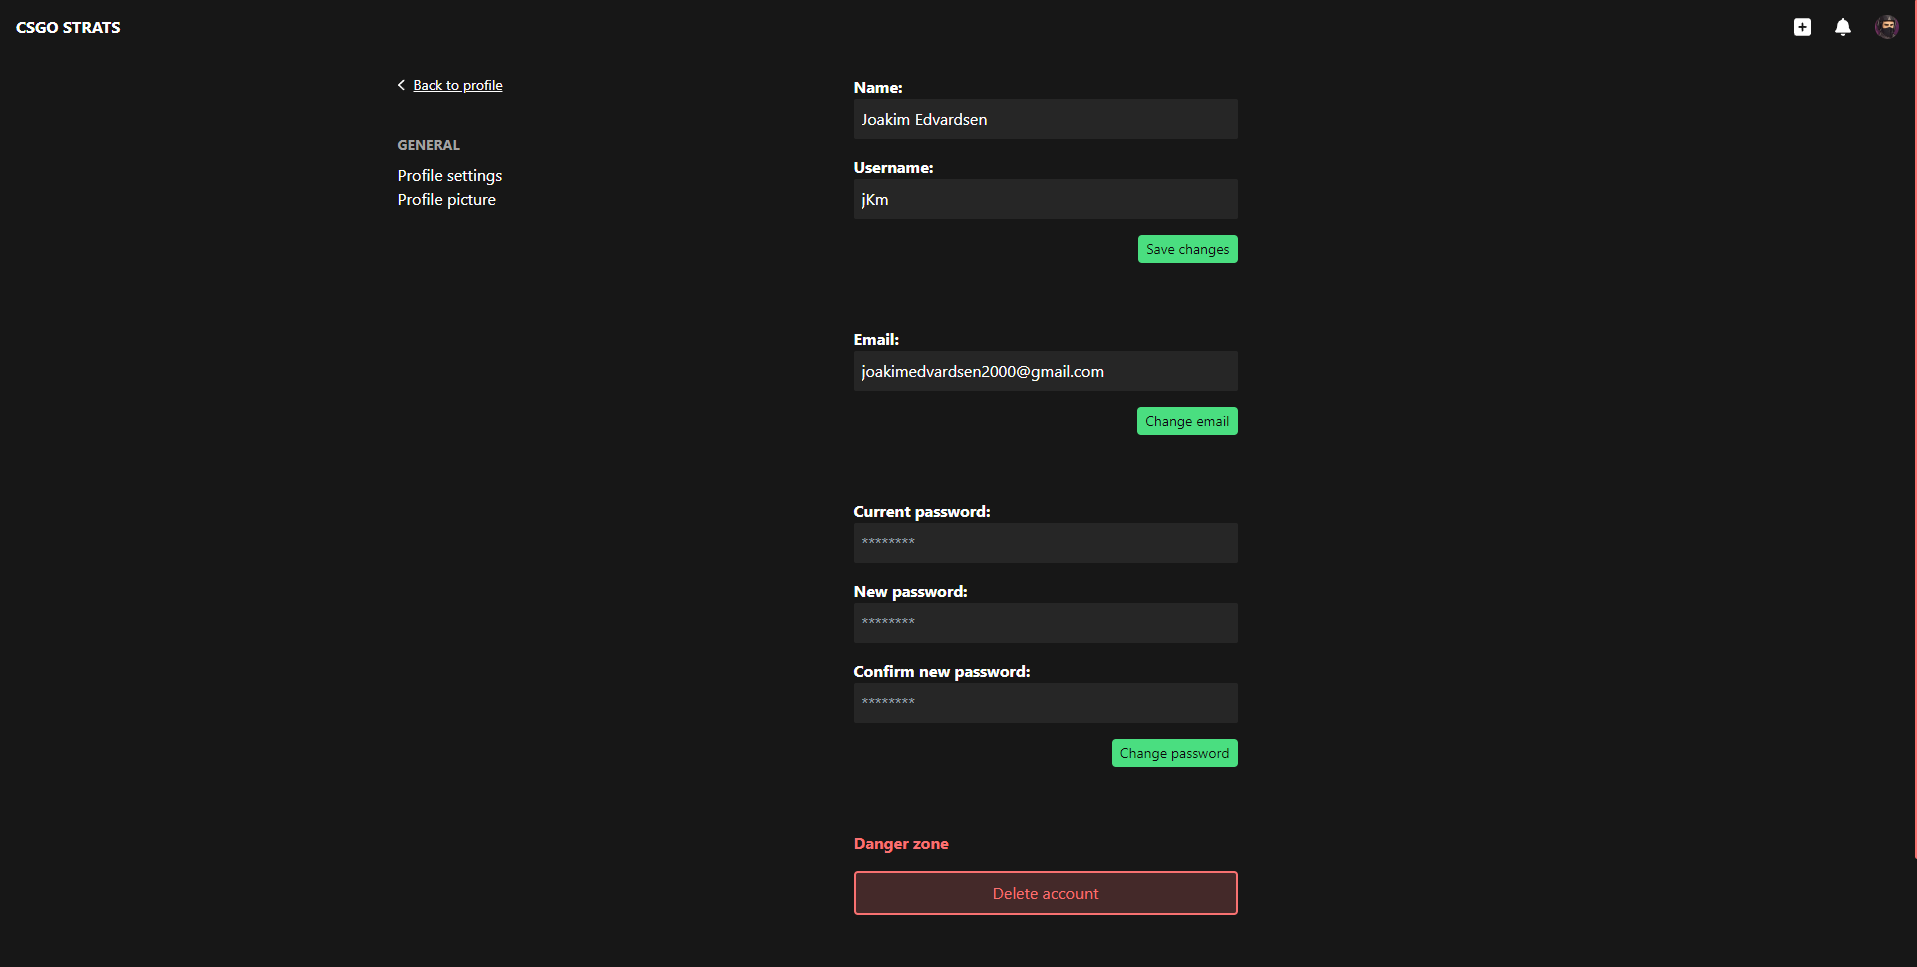 CSGO STRATS
Back to profile
GENERAL
Profile settings
Profile picture
Name:
Joakim Edvardsen
Username:
jKm
Save changes
Email:
joakimedvardsen2000@gmail.com
Change email
Current password:
********
New password:
********
Confirm new password:
********
Change password
Danger zone
Delete account